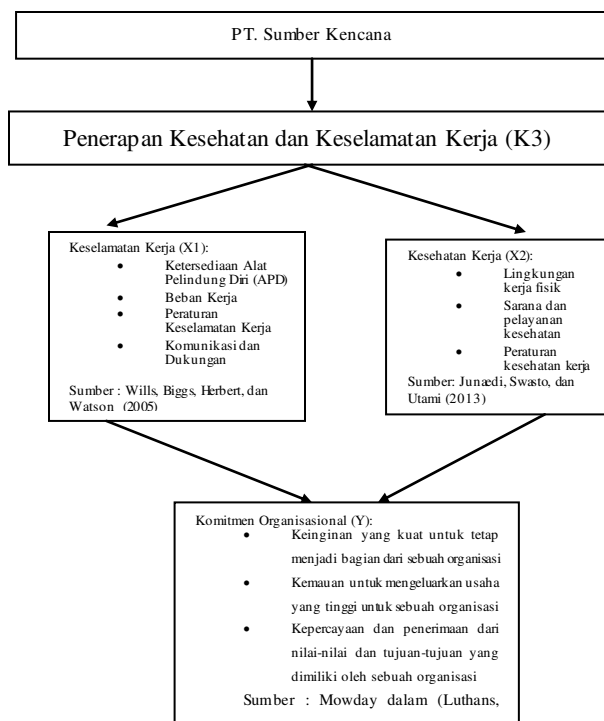 PT. Sumber Kencana
Penerapan Kesehatan dan Keselamatan Kerja (K3)
Keselamatan Kerja (X1):
• Ketersediaan Alat
Pelindung Diri (APD)
• Beban Kerja
• Peraturan
Keselamatan Kerja
• Komunikasi dan
Dukungan
Sumber : Wills, Biggs, Herbert, dan
Watson (2005)
Kesehatan Kerja (X2):
• Lingkungan
kerja fisik
• Sarana dan
pelayanan
kesehatan
• Peraturan
kesehatan kerja
Sumber: Junaedi, Swasto, dan
Utami (2013)
Komitmen Organisasional (Y):
• Keinginan yang kuat untuk tetap
menjadi bagian dari sebuah organisasi
• Kemauan untuk mengeluarkan usaha
yang tinggi untuk sebuah organisasi
• Kepercayaan dan penerimaan dari
nilai-nilai dan tujuan-tujuan yang
dimiliki oleh sebuah organisasi
Sumber : Mowday dalam (Luthans,